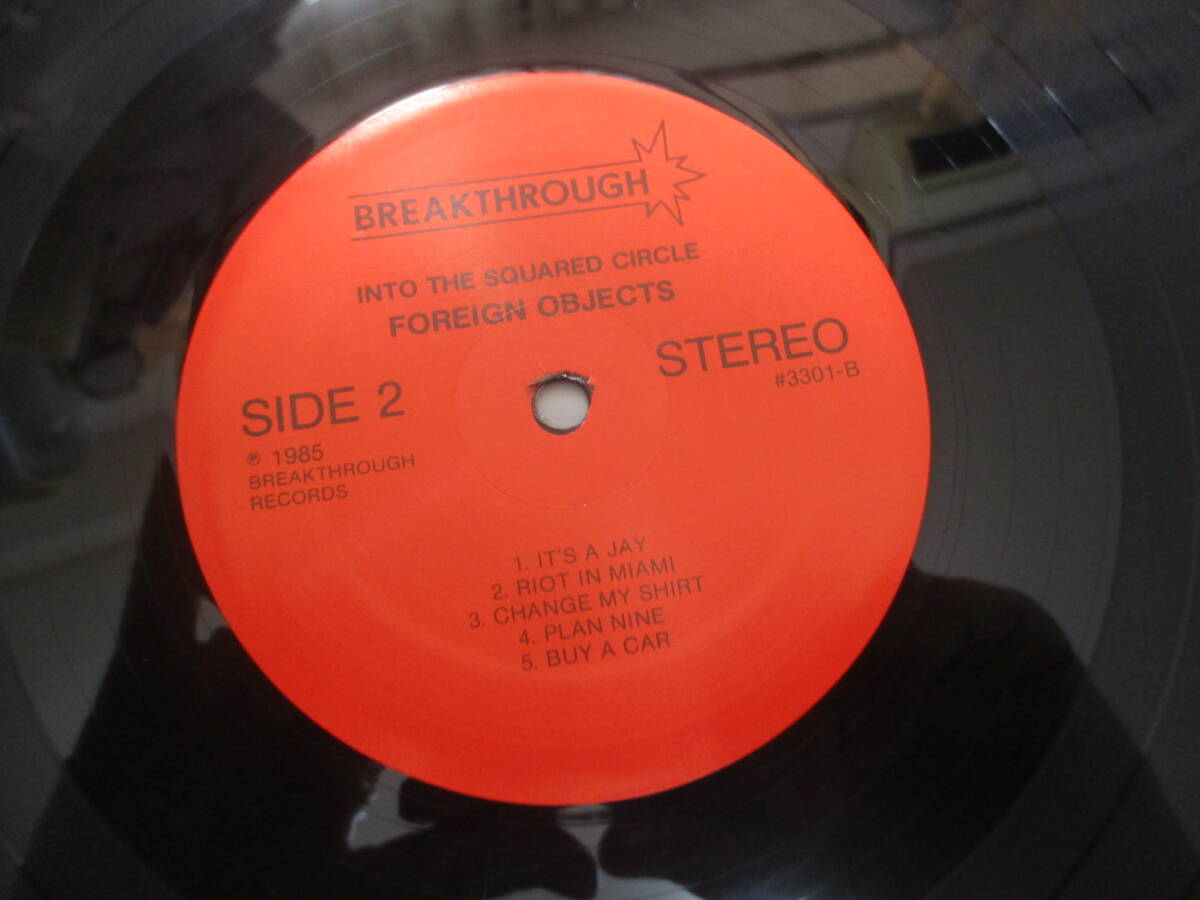 BREAKTHROUGH
INTO THE SQUARED CIRCLE
FOREIGN OBJECTS
STEREO
#3301-B
SIDE 2
℗ 1985
BREAKTHROUGH
RECORDS
1. IT'S A JAY
2. RIOT IN MIAMI
3. CHANGE MY SHIRT
4. PLAN NINE
5. BUY A CAR